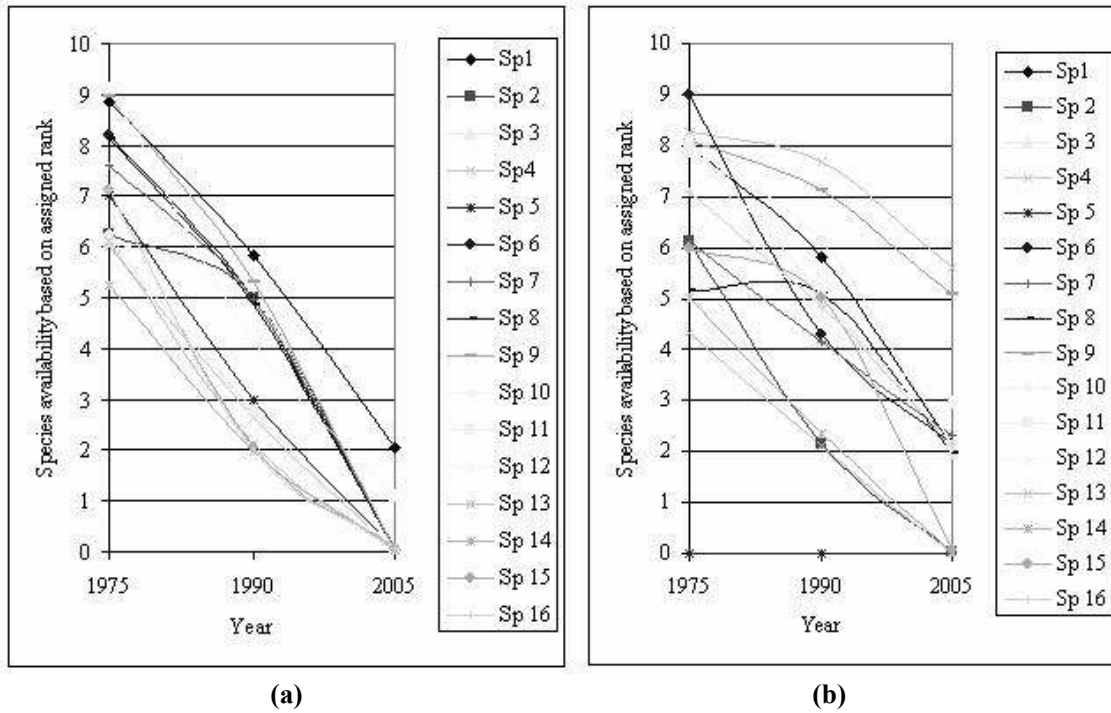 Species availability based on assigned rank
10
9
8
7
6
5
4
3
2
1
0
1975 1990 2005
Year
Sp1
Sp 2
Sp 3
Sp4
Sp 5
Sp 6
Sp 7
Sp 8
Sp 9
Sp 10
Sp 11
Sp 12
Sp 13
Sp 14
Sp 15
Sp 16
(a)
Species availability based on assigned rank
10
9
8
7
6
5
4
3
2
1
0
1975 1990 2005
Year
Sp1
Sp 2
Sp 3
Sp4
Sp 5
Sp 6
Sp 7
Sp 8
Sp 9
Sp 10
Sp 11
Sp 12
Sp 13
Sp 14
Sp 15
Sp 16
(b)